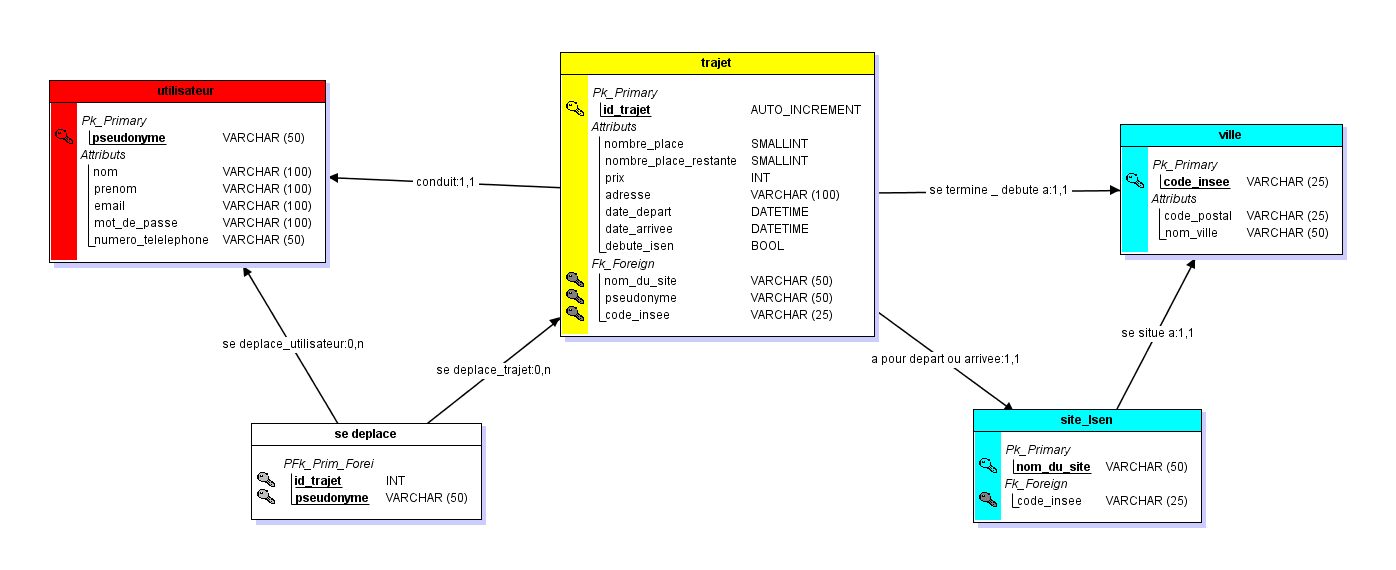 utilisateur
Pk_Primary
pseudonyme VARCHAR (50)
Attributs
nom VARCHAR (100)
prenom VARCHAR (100)
email VARCHAR (100)
mot_de_passe VARCHAR (100)
numero_telelephone VARCHAR (50)
conduit:1,1
trajet
Pk_Primary
id_trajet AUTO_INCREMENT
Attributs
nombre_place SMALLINT
nombre_place_restante SMALLINT
prix INT
adresse VARCHAR (100)
date_depart DATETIME
date_arrivee DATETIME
debute_isen BOOL
Fk_Foreign
nom_du_site VARCHAR (50)
pseudonyme VARCHAR (50)
code_insee VARCHAR (25)
se termine _ debute a:1,1
ville
Pk_Primary
code_insee VARCHAR (25)
Attributs
code_postal VARCHAR (25)
nom_ville VARCHAR (50)
se deplace_utilisateur:0,n
se deplace_trajet:0,n
a pour depart ou arrivee:1,1
se situe a:1,1
se deplace
PFk_Prim_Forei
id_trajet INT
pseudonyme VARCHAR (50)
site_Isen
Pk_Primary
nom_du_site VARCHAR (50)
Fk_Foreign
code_insee VARCHAR (25)